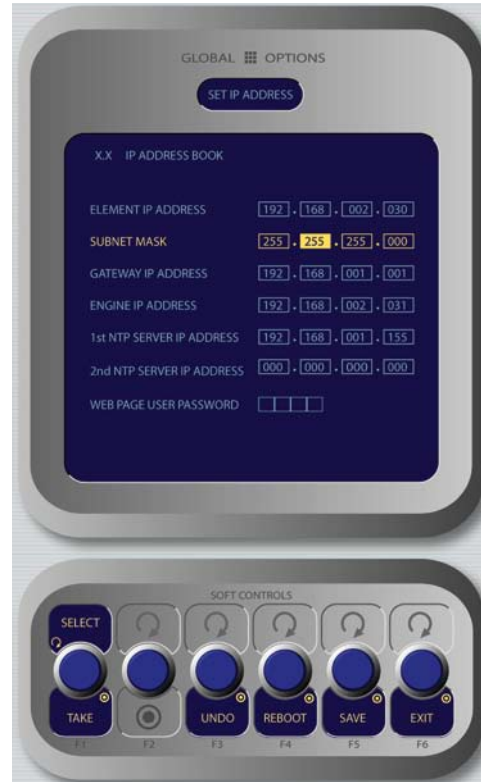 GLOBAL OPTIONS
SET IP ADDRESS
X.X IP ADDRESS BOOK
ELEMENT IP ADDRESS 192 . 168 . 002 . 030
SUBNET MASK 255 . 255 . 255 . 000
GATEWAY IP ADDRESS 192 . 168 . 001 . 001
ENGINE IP ADDRESS 192 . 168 . 002 . 031
1st NTP SERVER IP ADDRESS 192 . 168 . 001 . 155
2nd NTP SERVER IP ADDRESS 000 . 000 . 000 . 000
WEB PAGE USER PASSWORD
SOFT CONTROLS
SELECT
TAKE UNDO REBOOT SAVE EXIT
F1 F2 F3 F4 F5 F6